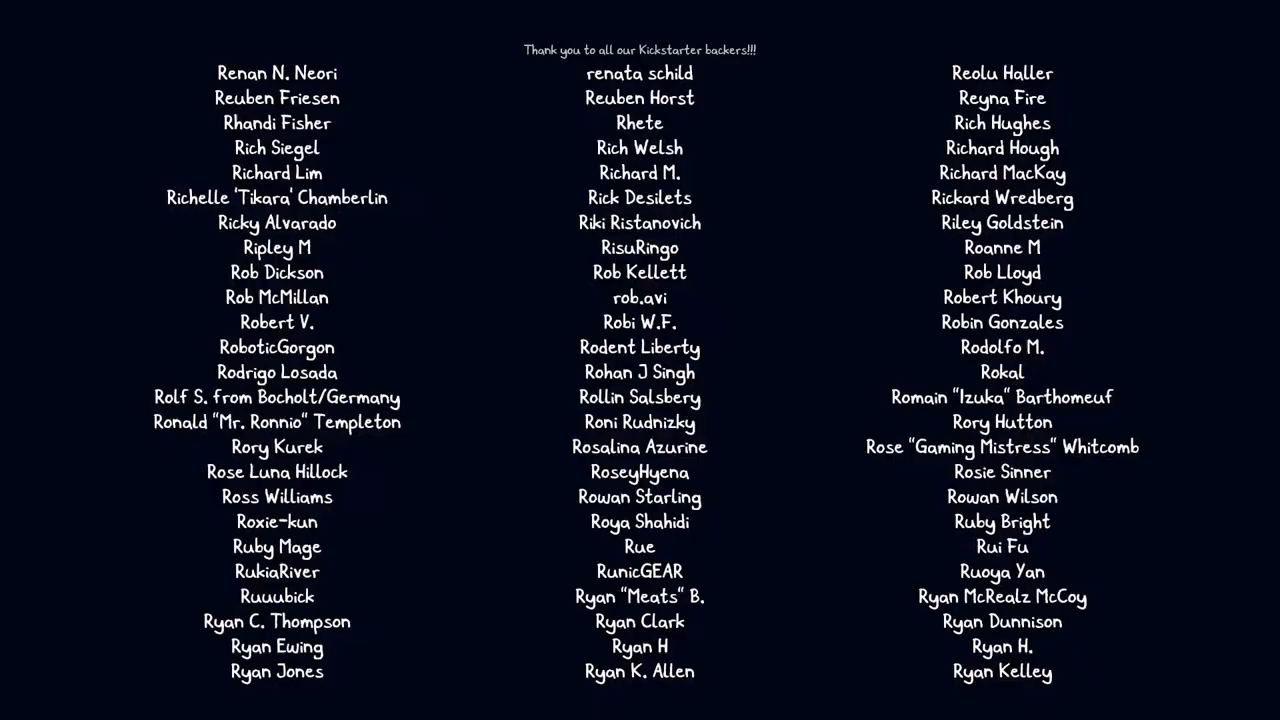 Thank you to all our Kickstarter backers!!!
Renan N. Neori renata schild Reolu Haller
Reuben Friesen Reuben Horst Reyna Fire
Rhandi Fisher Rhete Rich Hughes
Rich Siegel Rich Welsh Richard Hough
Richard Lim Richard M. Richard MacKay
Richelle 'Tikara' Chamberlin Rick Desilets Rickard Wredberg
Ricky Alvarado Riki Ristanovich Riley Goldstein
Ripley M RisuRingo Roanne M
Rob Dickson Rob Kellett Rob Lloyd
Rob McMillan rob.avi Robert Khoury
Robert V. Robi W.F. Robin Gonzales
RoboticGorgon Rodent Liberty Rodolfo M.
Rodrigo Losada Rohan J Singh Rokal
Rolf S. from Bocholt/Germany Rollin Salsbery Romain "Izuka" Barthomeuf
Ronald "Mr. Ronnio" Templeton Roni Rudnizky Rory Hutton
Rory Kurek Rosalina Azurine Rose "Gaming Mistress" Whitcomb
Rose Luna Hillock RoseyHyena Rosie Sinner
Ross Williams Rowan Starling Rowan Wilson
Roxie-kun Roya Shahidi Ruby Bright
Ruby Mage Rue Rui Fu
RukiaRiver RunicGEAR Ruoya Yan
Ruuubick Ryan "Meats" B. Ryan McRealz McCoy
Ryan C. Thompson Ryan Clark Ryan Dunnison
Ryan Ewing Ryan H Ryan H.
Ryan Jones Ryan K. Allen Ryan Kelley